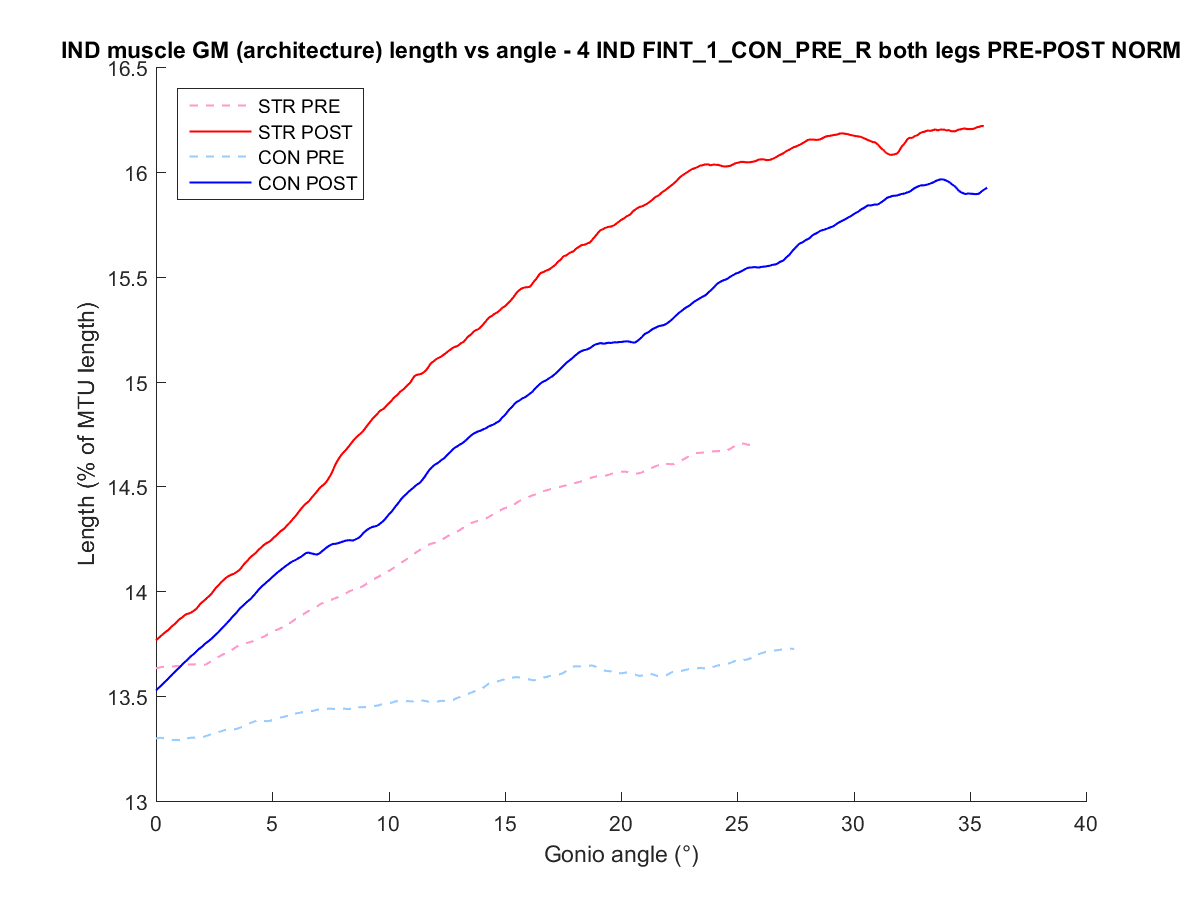 IND muscle GM (architecture) length vs angle - 4 IND FINT_1_CON_PRE_R both legs PRE-POST NORM
16.5
STR PRE
STR POST
CON PRE
CON POST
16
15.5
15
14.5
14
13.5
13
Length (% of MTU length)
0 5 10 15 20 25 30 35 40
Gonio angle (°)